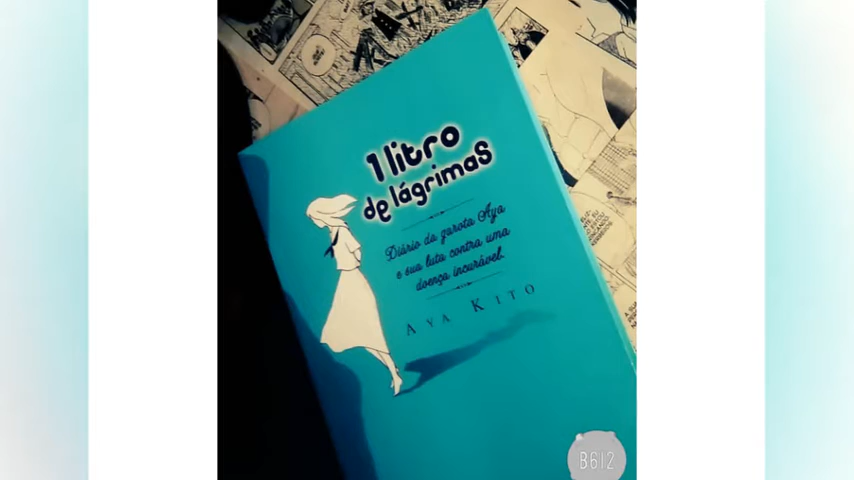 1 litro
de lágrimas
Diário da garota Aya
e sua luta contra uma
doença incurável.
AYA KITO
B612